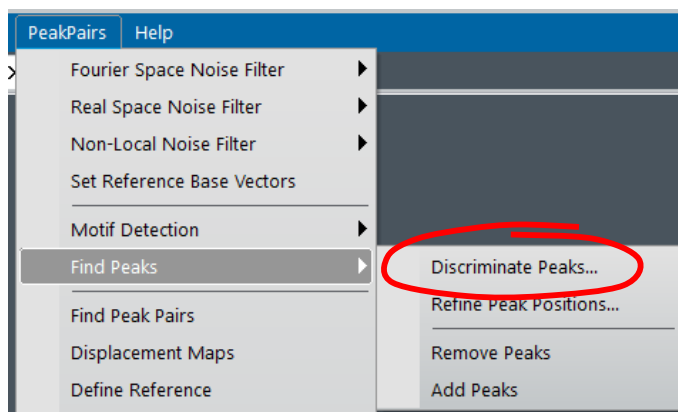 PeakPairs Help
Fourier Space Noise Filter
Real Space Noise Filter
Non-Local Noise Filter
Set Reference Base Vectors
Motif Detection
Find Peaks
Discriminate Peaks...
Refine Peak Positions...
Remove Peaks
Add Peaks
Find Peak Pairs
Displacement Maps
Define Reference